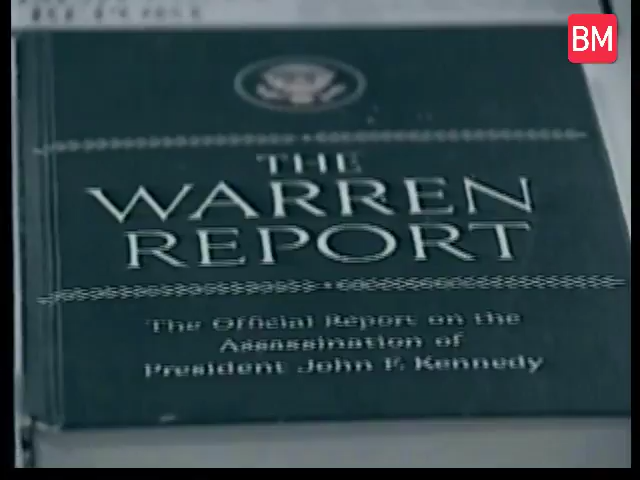 BM
THE
WARREN
REPORT
The Official Report on the
Assassination of
President John F. Kennedy